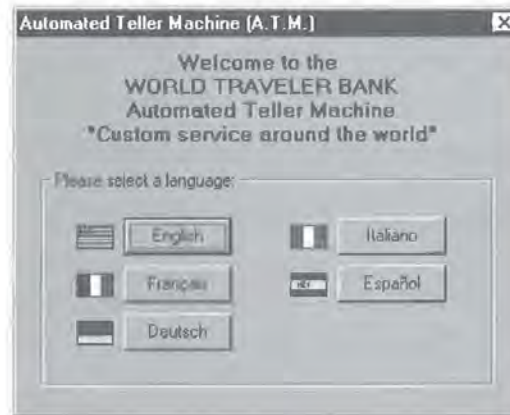 Automated Teller Machine (A.T.M.)
Welcome to the
WORLD TRAVELER BANK
Automated Teller Machine
"Custom service around the world"
Please select a language:
English
Italiano
Français
Español
Deutsch